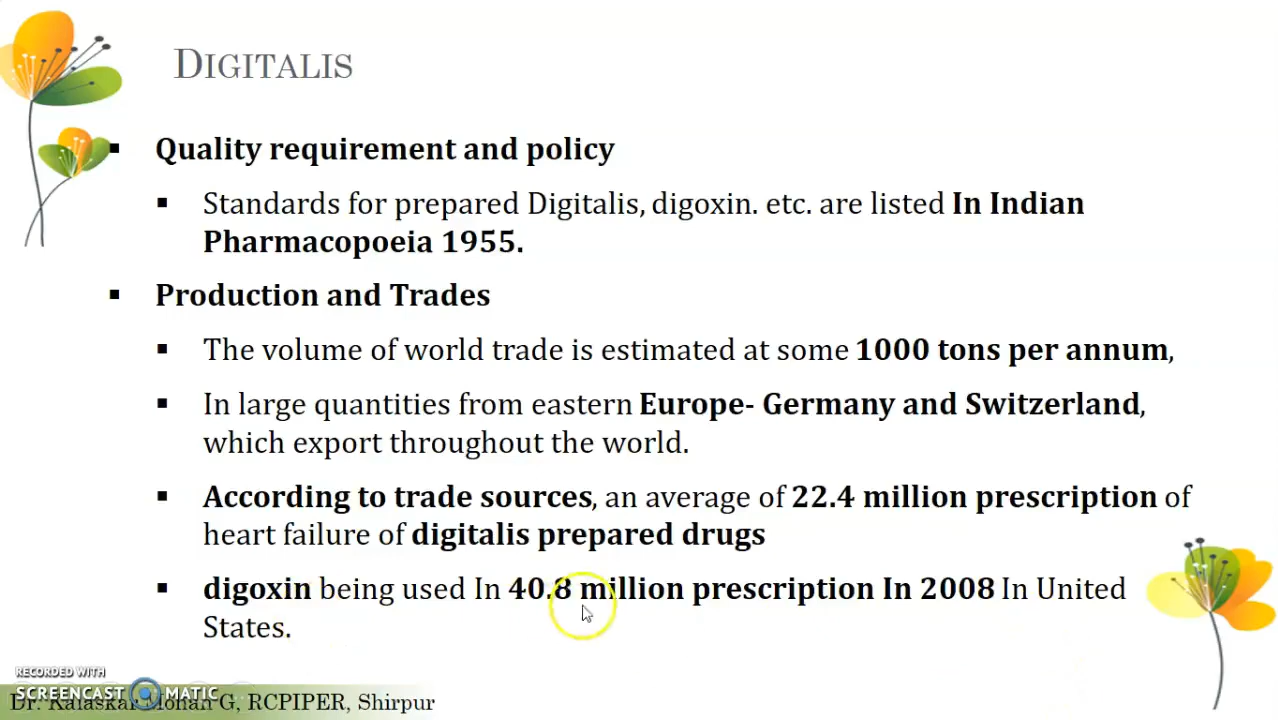 DIGITALIS
▪ Quality requirement and policy
▪ Standards for prepared Digitalis, digoxin. etc. are listed In Indian
Pharmacopoeia 1955.
▪ Production and Trades
▪ The volume of world trade is estimated at some 1000 tons per annum,
▪ In large quantities from eastern Europe- Germany and Switzerland,
which export throughout the world.
▪ According to trade sources, an average of 22.4 million prescription of
heart failure of digitalis prepared drugs
▪ digoxin being used In 40.8 million prescription In 2008 In United
States.
RECORDED WITH
SCREENCAST MATIC
Dr. Kalaskar Mohan G, RCPIPER, Shirpur